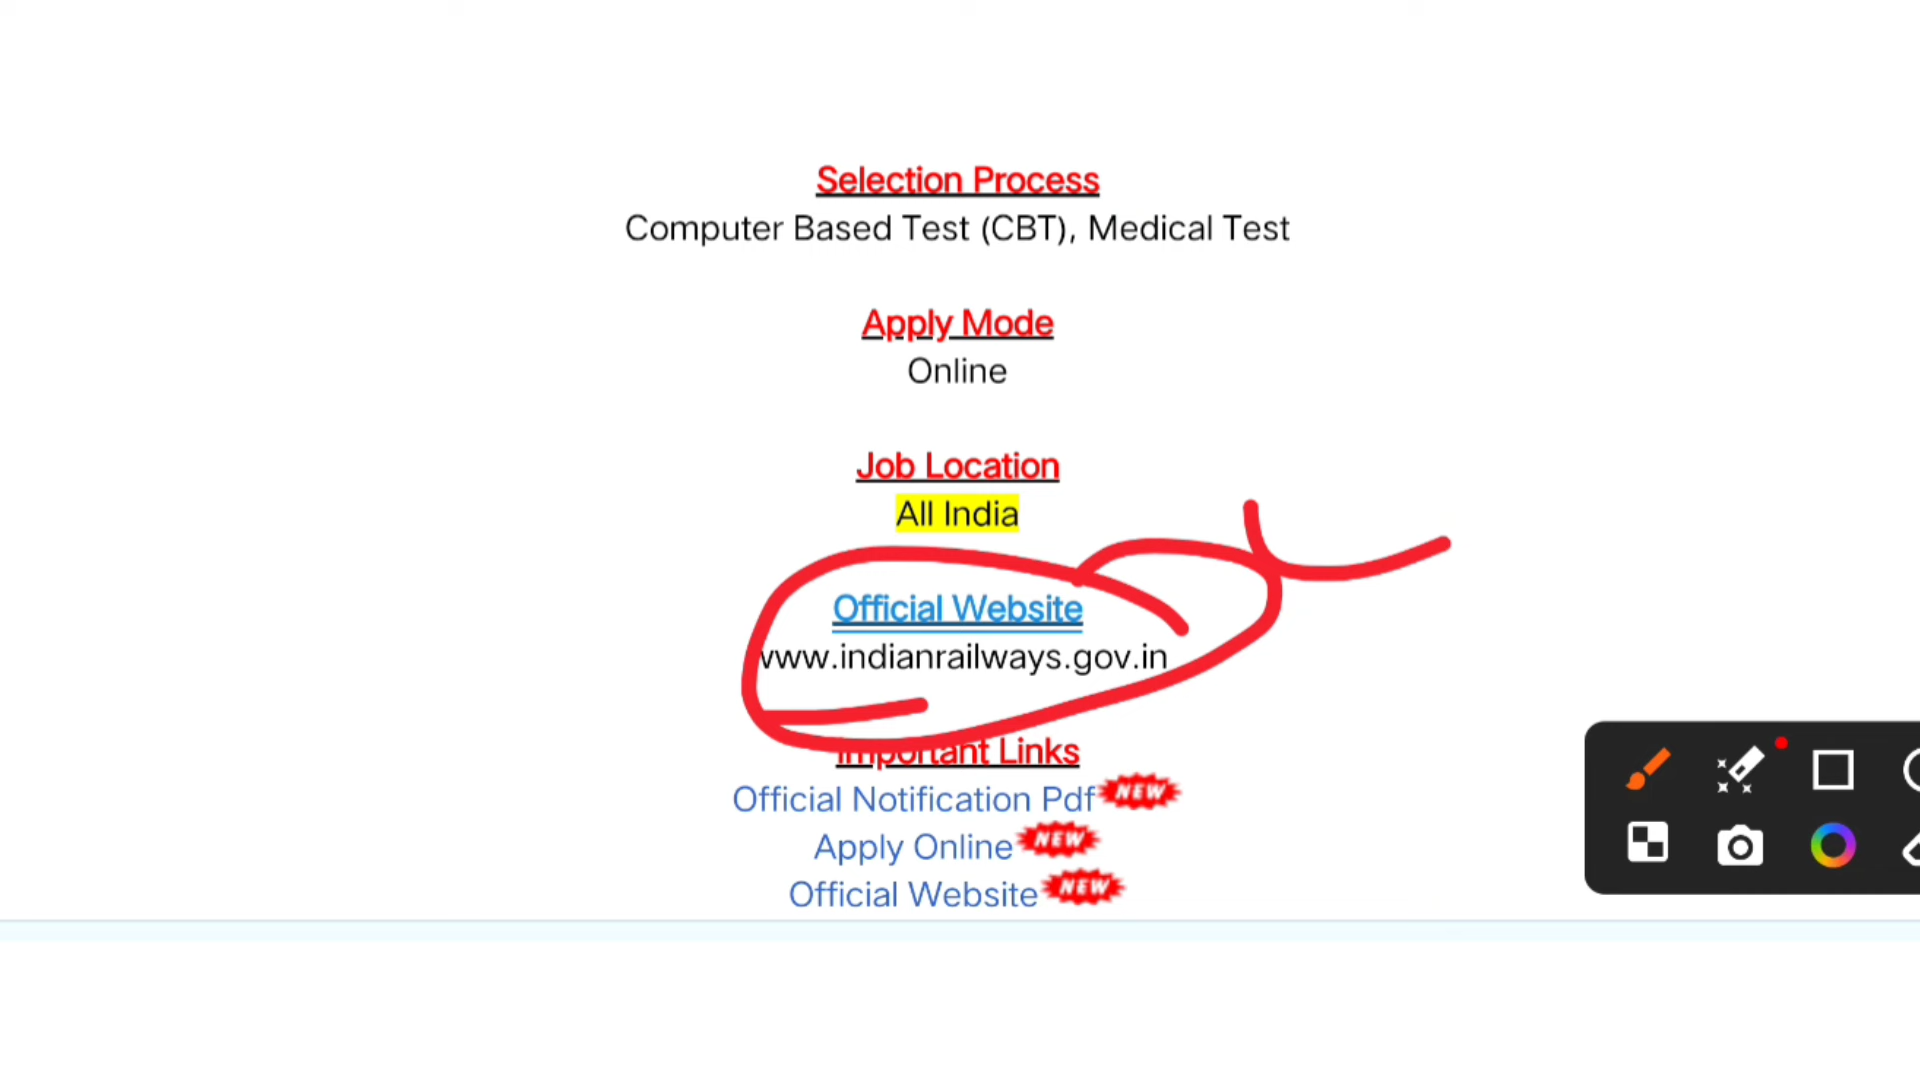 Selection Process
Computer Based Test (CBT), Medical Test
Apply Mode
Online
Job Location
All India
Official Website
www.indianrailways.gov.in
Important Links
Official Notification Pdf NEW
Apply Online NEW
Official Website NEW